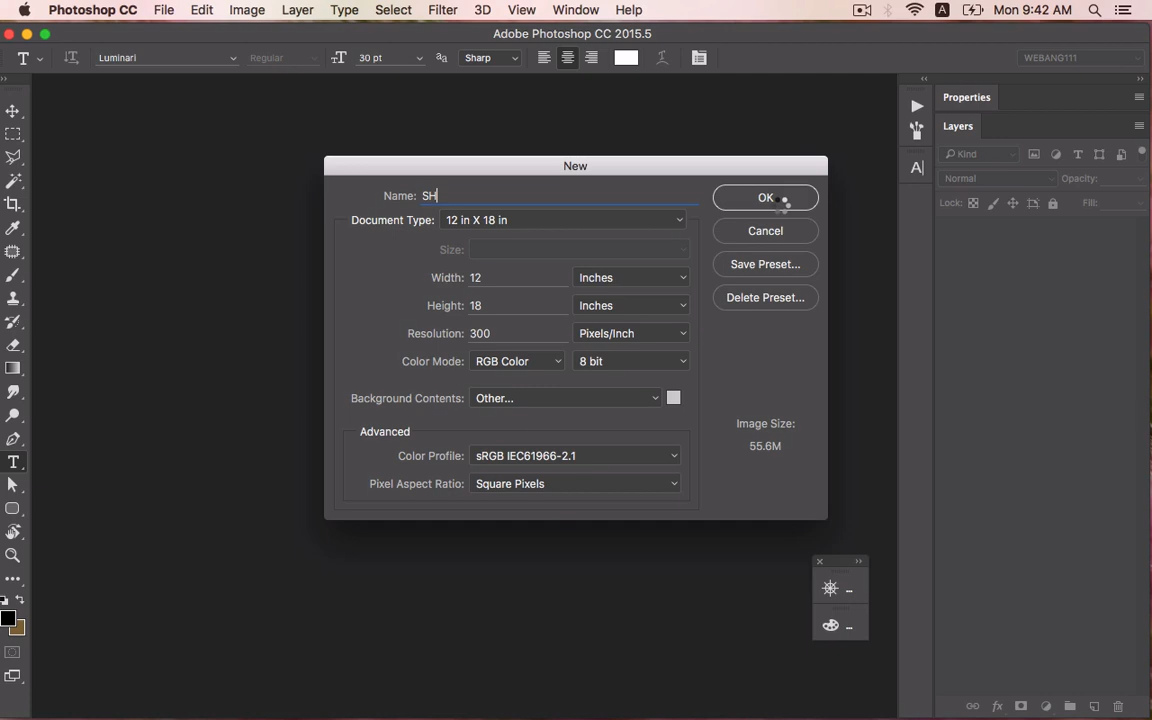 Photoshop CC File Edit Image Layer Type Select Filter 3D View Window Help A Mon 9:42 AM
Adobe Photoshop CC 2015.5
T Luminari Regular 30 pt aa Sharp WEBANG111
Properties
Layers
Kind
Normal Opacity:
Lock: Fill:
New
Name: SH
OK
Document Type: 12 in X 18 in
Cancel
Size:
Save Preset...
Width: 12 Inches
Delete Preset...
Height: 18 Inches
Resolution: 300 Pixels/Inch
Color Mode: RGB Color 8 bit
Background Contents: Other...
Image Size:
55.6M
Advanced
Color Profile: sRGB IEC61966-2.1
Pixel Aspect Ratio: Square Pixels
...
...